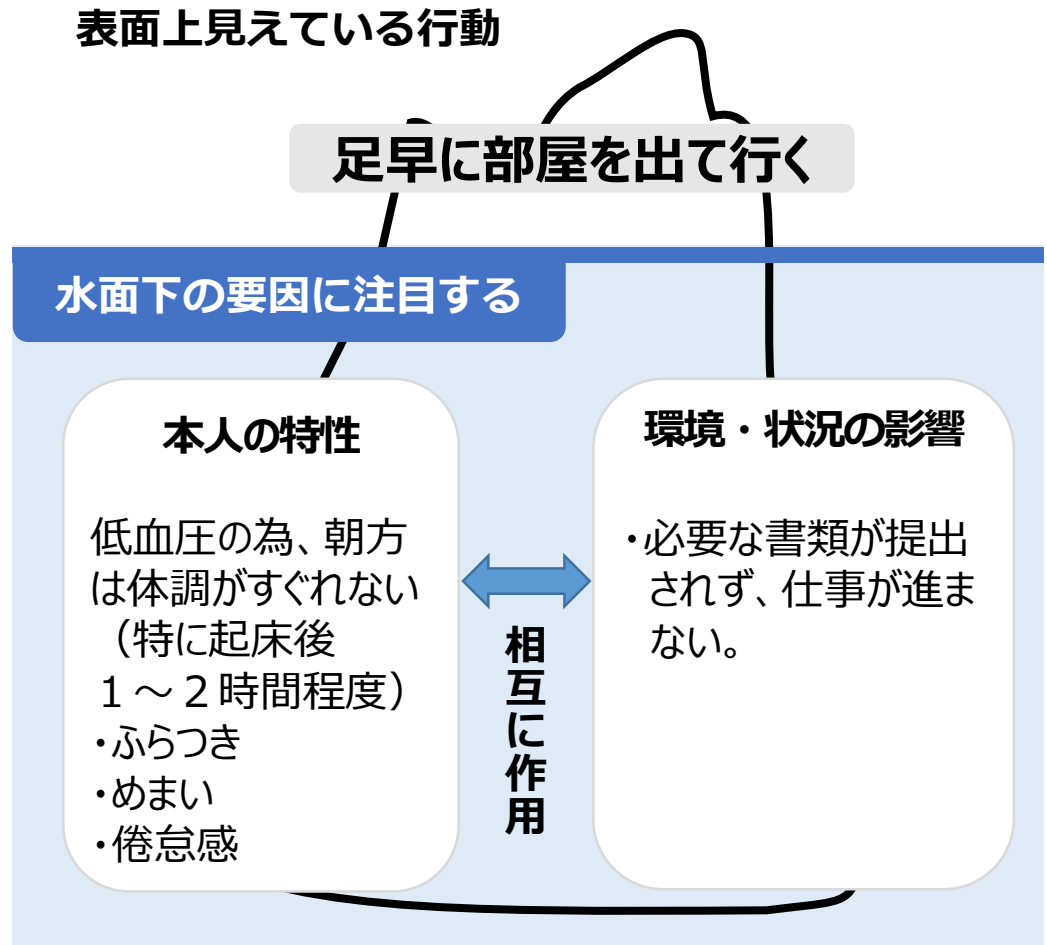 表面上見えている行動
足早に部屋を出て行く
水面下の要因に注目する
本人の特性
低血圧の為、朝方
は体調がすぐれない
（特に起床後
１～２時間程度）
・ふらつき
・めまい
・倦怠感
相互に作用
環境・状況の影響
・必要な書類が提出
されず、仕事が進ま
ない。